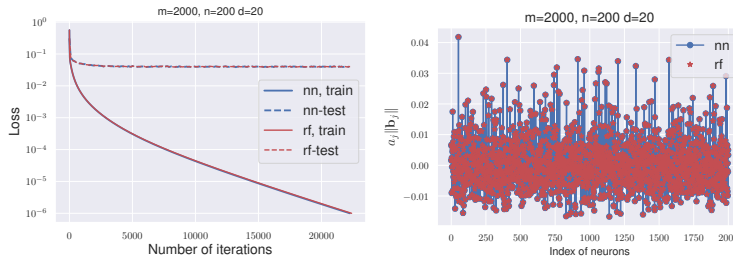 m=2000, n=200 d=20
10⁰
10⁻¹
10⁻²
10⁻³
10⁻⁴
10⁻⁵
10⁻⁶
Loss
nn, train
nn-test
rf, train
rf-test
0 5000 10000 15000 20000
Number of iterations
m=2000, n=200 d=20
0.04
0.03
0.02
0.01
0.00
−0.01
a_j||b_j||
nn
rf
0 250 500 750 1000 1250 1500 1750 200
Index of neurons